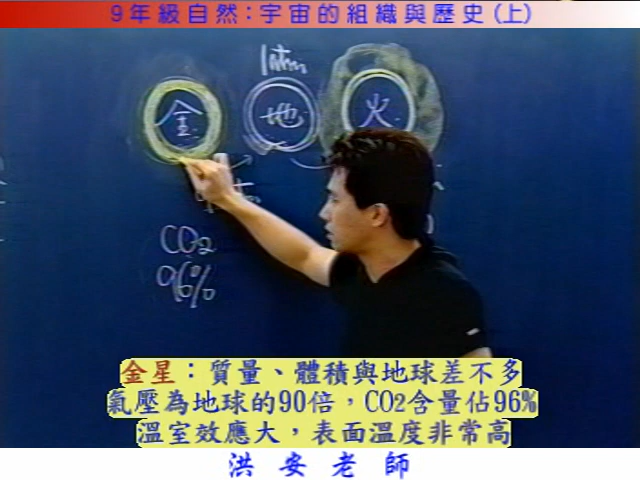 9年級自然:宇宙的組織與歷史(上)
1atm
金 地 火
CO2
96%
金星：質量、體積與地球差不多
氣壓為地球的90倍，CO2含量佔96%
溫室效應大，表面溫度非常高
洪安老師